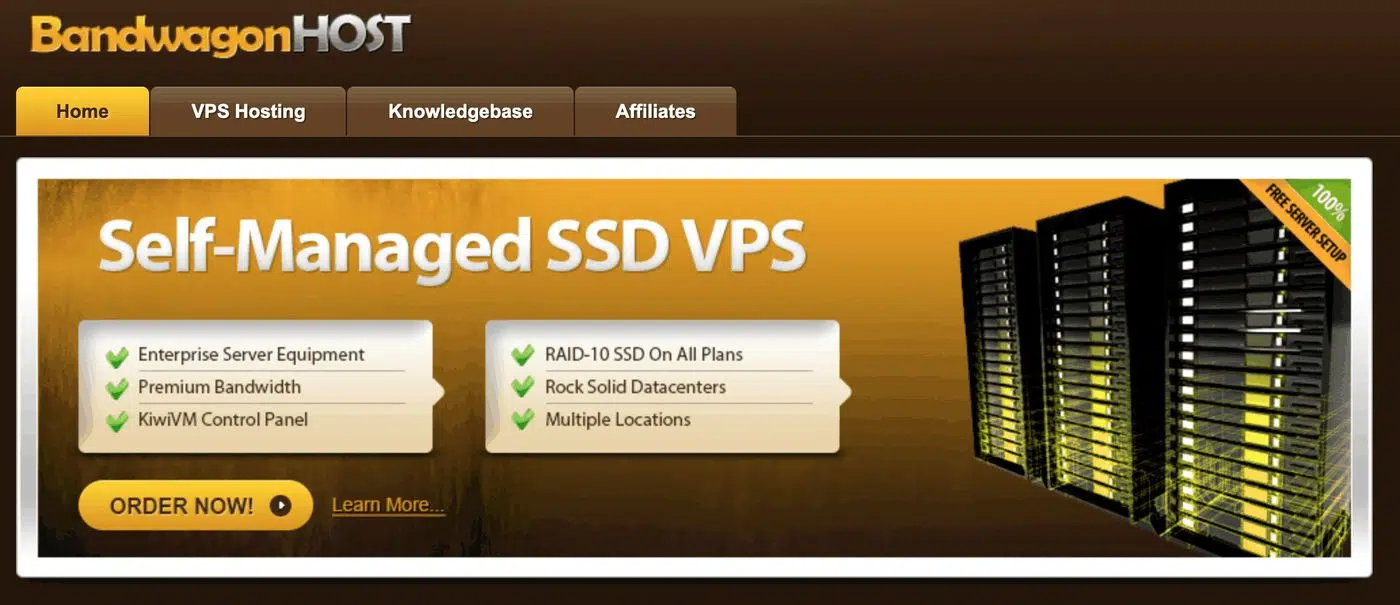 BandwagonHOST
Home
VPS Hosting
Knowledgebase
Affiliates
100%
FREE SERVER SETUP
Self-Managed SSD VPS
Enterprise Server Equipment
Premium Bandwidth
KiwiVM Control Panel
RAID-10 SSD On All Plans
Rock Solid Datacenters
Multiple Locations
ORDER NOW!
Learn More...